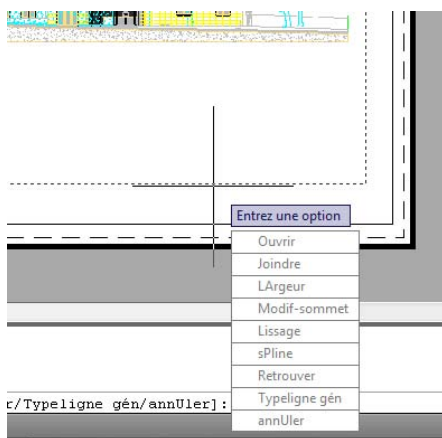 Entrez une option
Ouvrir
Joindre
LArgeur
Modif-sommet
Lissage
sPline
Retrouver
Typeligne gén
annUler
r/Typeligne gén/annUler]: